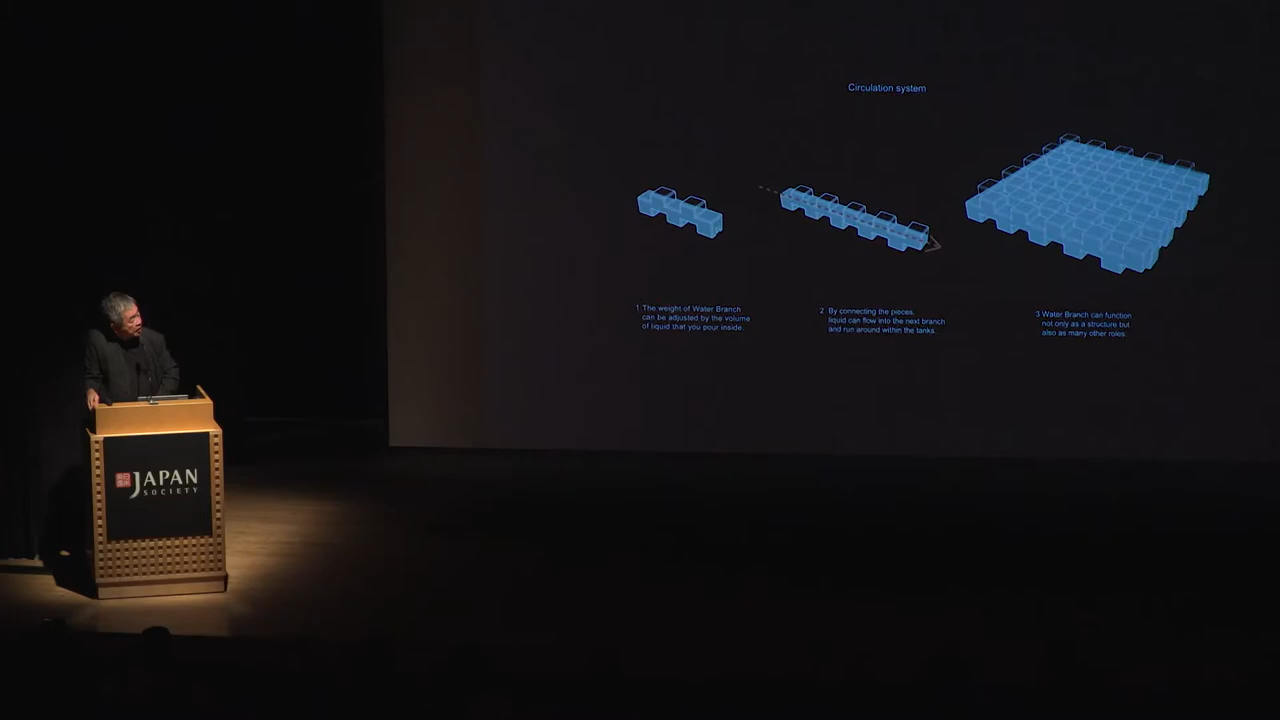 Circulation system
1 The weight of Water Branch
can be adjusted by the volume
of liquid that you pour inside.
2 By connecting the pieces,
liquid can flow into the next branch
and run around within the tanks.
3 Water Branch can function
not only as a structure but
also as many other roles.
JAPAN
SOCIETY